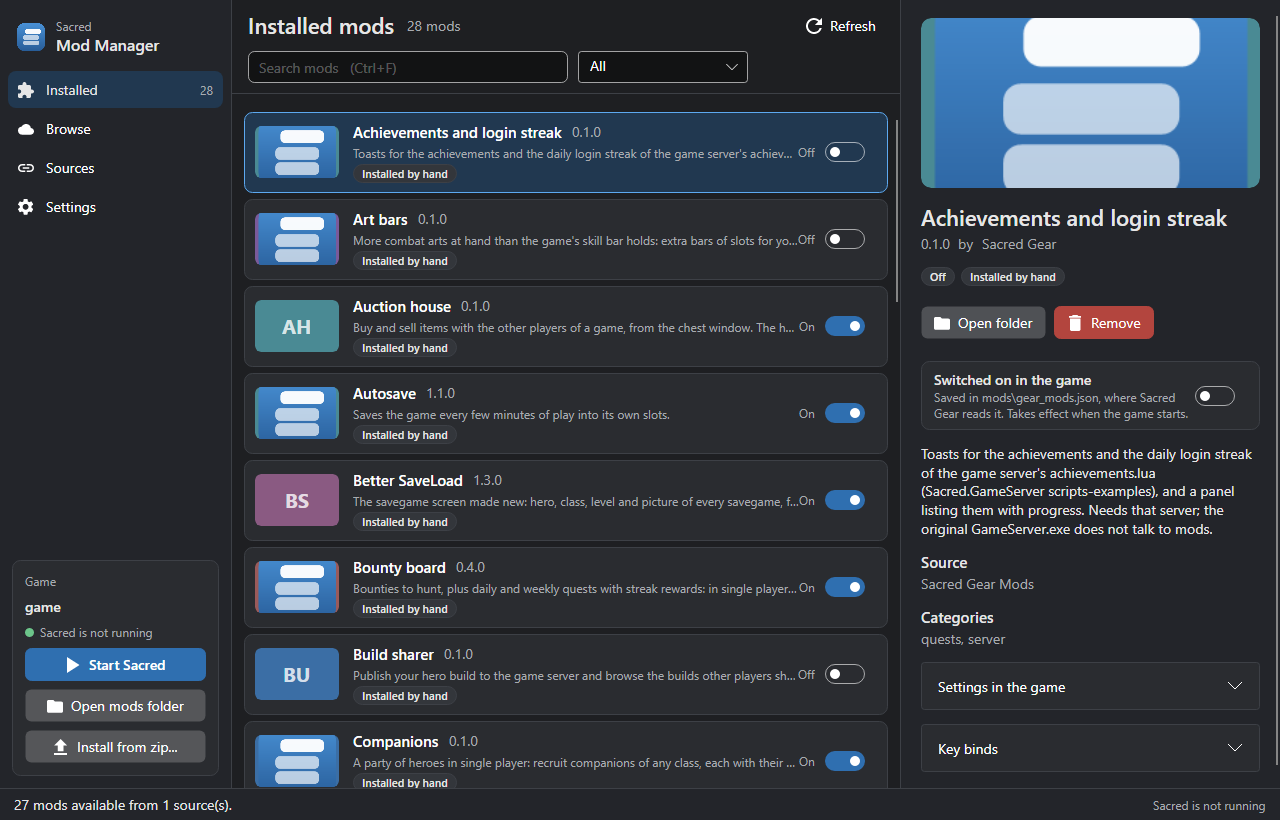 Sacred
Mod Manager
Installed 28
Browse
Sources
Settings
Game
game
Sacred is not running
Start Sacred
Open mods folder
Install from zip...
Installed mods 28 mods
Refresh
Search mods (Ctrl+F)
All
Achievements and login streak 0.1.0
Toasts for the achievements and the daily login streak of the game server's achiev... Off
Installed by hand
Art bars 0.1.0
More combat arts at hand than the game's skill bar holds: extra bars of slots for yo... Off
Installed by hand
AH
Auction house 0.1.0
Buy and sell items with the other players of a game, from the chest window. The h... On
Installed by hand
Autosave 1.1.0
Saves the game every few minutes of play into its own slots. On
Installed by hand
BS
Better SaveLoad 1.3.0
The savegame screen made new: hero, class, level and picture of every savegame, f... On
Installed by hand
Bounty board 0.4.0
Bounties to hunt, plus daily and weekly quests with streak rewards: in single player... On
Installed by hand
BU
Build sharer 0.1.0
Publish your hero build to the game server and browse the builds other players sh... Off
Installed by hand
Companions 0.1.0
A party of heroes in single player: recruit companions of any class, each with their ... On
Installed by hand
Achievements and login streak
0.1.0 by Sacred Gear
Off Installed by hand
Open folder Remove
Switched on in the game
Saved in mods\gear_mods.json, where Sacred
Gear reads it. Takes effect when the game starts.
Toasts for the achievements and the daily login streak
of the game server's achievements.lua
(Sacred.GameServer scripts-examples), and a panel
listing them with progress. Needs that server; the
original GameServer.exe does not talk to mods.
Source
Sacred Gear Mods
Categories
quests, server
Settings in the game
Key binds
27 mods available from 1 source(s).
Sacred is not running